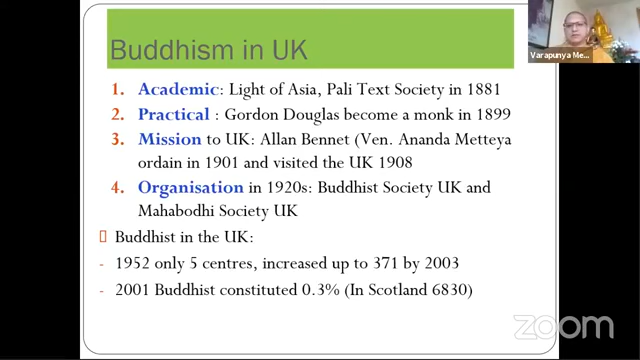 Buddhism in UK
Varapunya Me...
1. Academic: Light of Asia, Pali Text Society in 1881
2. Practical : Gordon Douglas become a monk in 1899
3. Mission to UK: Allan Bennet (Ven. Ananda Metteya
ordain in 1901 and visited the UK 1908
4. Organisation in 1920s: Buddhist Society UK and
Mahabodhi Society UK
Buddhist in the UK:
- 1952 only 5 centres, increased up to 371 by 2003
- 2001 Buddhist constituted 0.3% (In Scotland 6830)
zoom